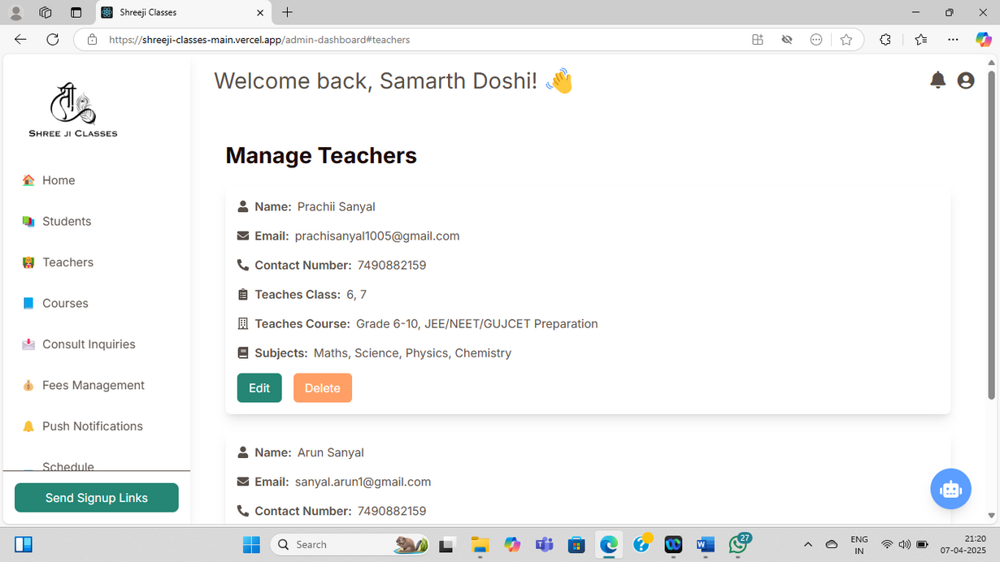 Shreeji Classes
https://shreeji-classes-main.vercel.app/admin-dashboard#teachers
श्री
SHREE JI CLASSES
Welcome back, Samarth Doshi! 👋
Home
Students
Teachers
Courses
Consult Inquiries
Fees Management
Push Notifications
Schedule
Send Signup Links
Manage Teachers
Name: Prachii Sanyal
Email: prachisanyal1005@gmail.com
Contact Number: 7490882159
Teaches Class: 6, 7
Teaches Course: Grade 6-10, JEE/NEET/GUJCET Preparation
Subjects: Maths, Science, Physics, Chemistry
Edit Delete
Name: Arun Sanyal
Email: sanyal.arun1@gmail.com
Contact Number: 7490882159
Search
27
ENG
IN
21:20
07-04-2025